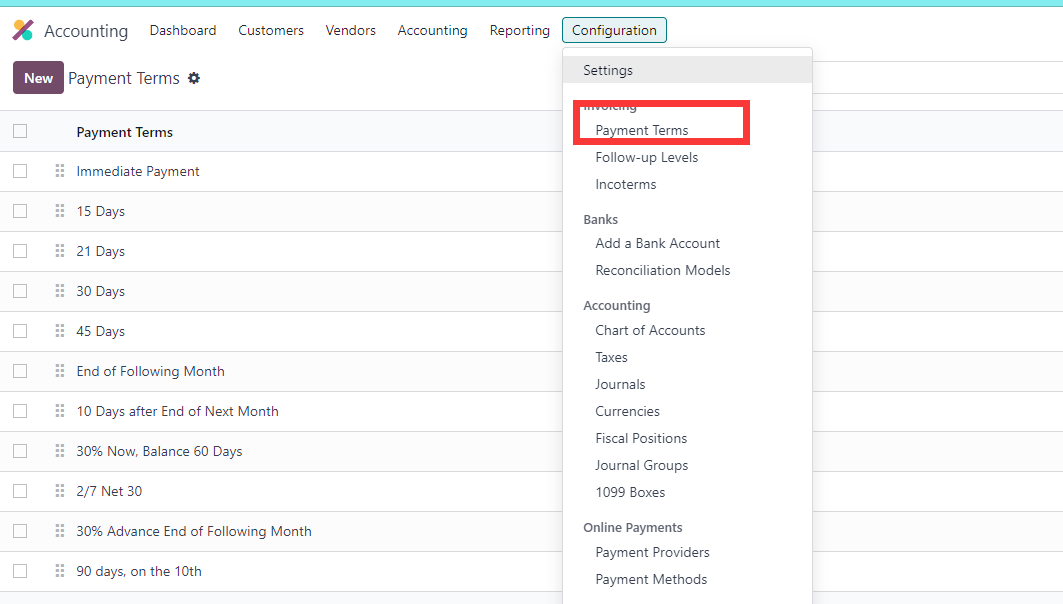 Accounting Dashboard Customers Vendors Accounting Reporting Configuration
New Payment Terms
Payment Terms
Immediate Payment
15 Days
21 Days
30 Days
45 Days
End of Following Month
10 Days after End of Next Month
30% Now, Balance 60 Days
2/7 Net 30
30% Advance End of Following Month
90 days, on the 10th
Settings
Invoicing
Payment Terms
Follow-up Levels
Incoterms
Banks
Add a Bank Account
Reconciliation Models
Accounting
Chart of Accounts
Taxes
Journals
Currencies
Fiscal Positions
Journal Groups
1099 Boxes
Online Payments
Payment Providers
Payment Methods